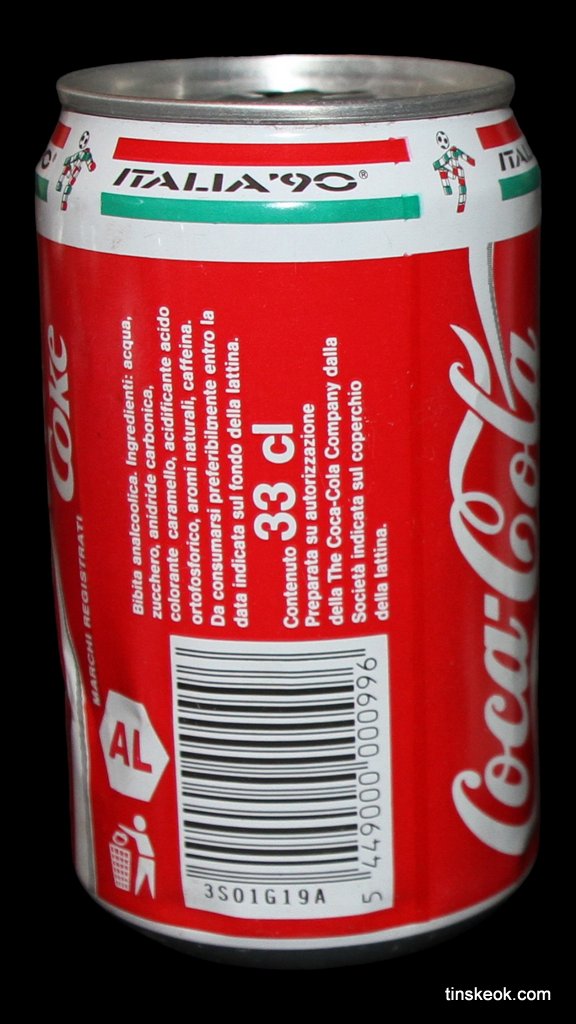 ITALIA'90®
Coke
MARCHI REGISTRATI
Bibita analcoolica. Ingredienti: acqua,
zucchero, anidride carbonica,
colorante caramello, acidificante acido
ortofosforico, aromi naturali, caffeina.
Da consumarsi preferibilmente entro la
data indicata sul fondo della lattina.
Contenuto 33 cl
Preparata su autorizzazione
della The Coca-Cola Company dalla
Società indicata sul coperchio
della lattina.
Coca-Cola
AL
3S01G19A
5 449000 000996
tinskeok.com